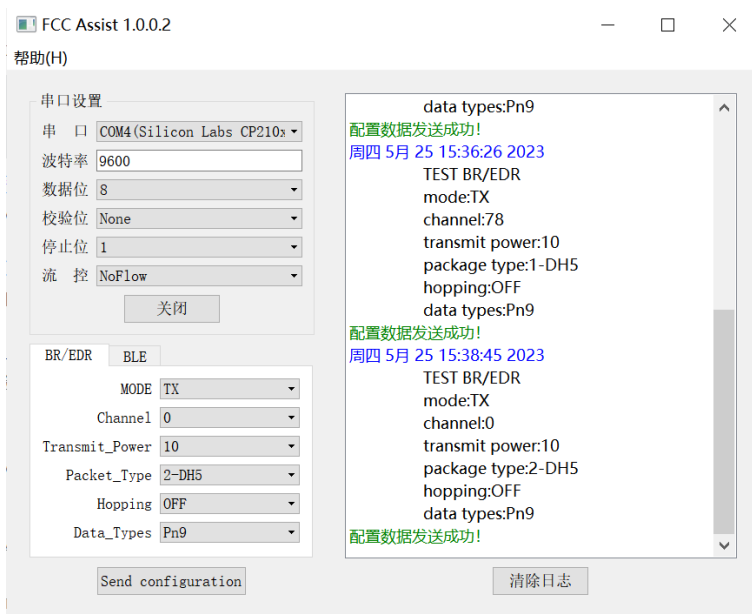 FCC Assist 1.0.0.2
帮助(H)
串口设置
串 口 COM4(Silicon Labs CP210x
波特率 9600
数据位 8
校验位 None
停止位 1
流 控 NoFlow
关闭
BR/EDR BLE
MODE TX
Channel 0
Transmit_Power 10
Packet_Type 2-DH5
Hopping OFF
Data_Types Pn9
Send configuration
data types:Pn9
配置数据发送成功!
周四 5月 25 15:36:26 2023
TEST BR/EDR
mode:TX
channel:78
transmit power:10
package type:1-DH5
hopping:OFF
data types:Pn9
配置数据发送成功!
周四 5月 25 15:38:45 2023
TEST BR/EDR
mode:TX
channel:0
transmit power:10
package type:2-DH5
hopping:OFF
data types:Pn9
配置数据发送成功!
清除日志